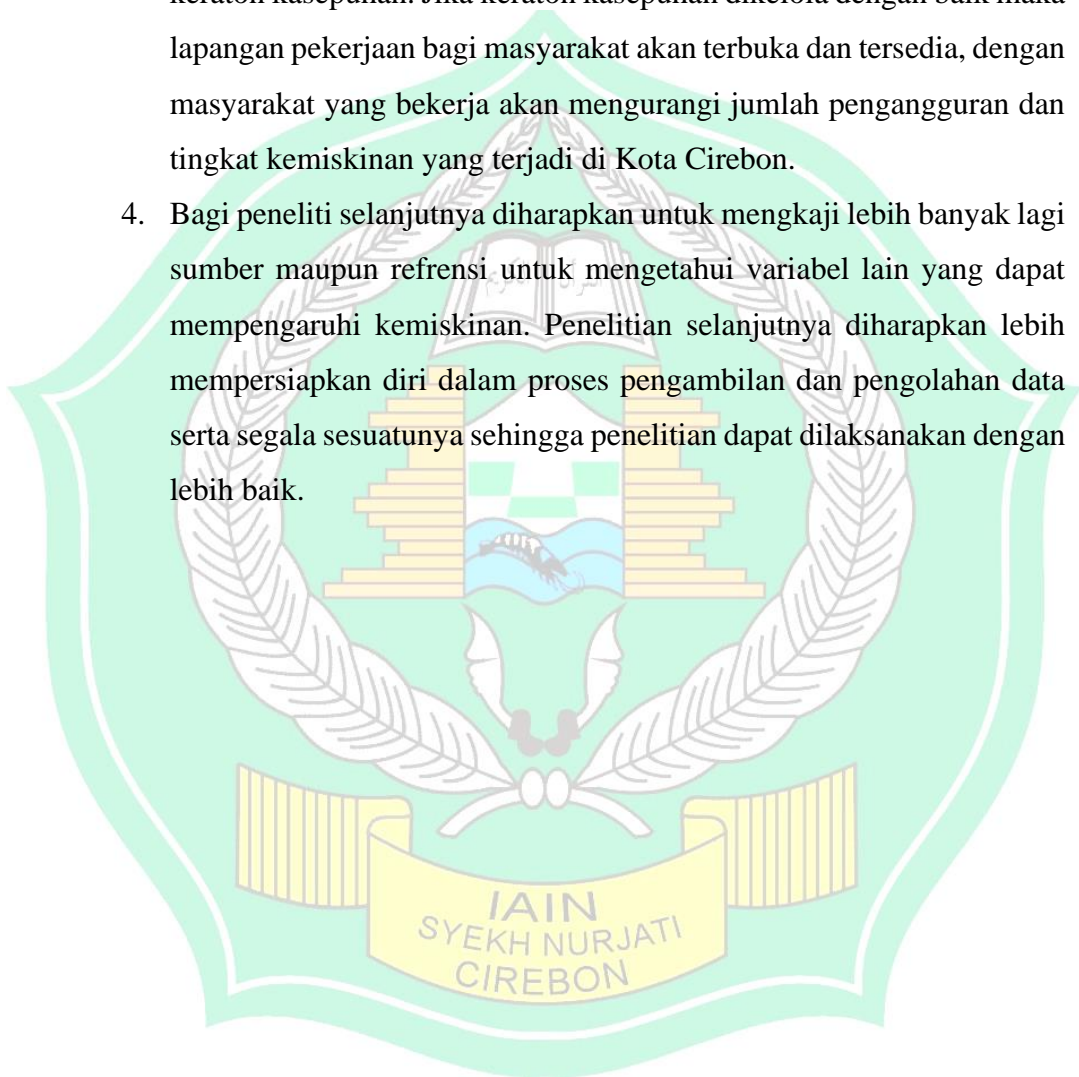 keraton kasepuhan. Jika keraton kasepuhan dikelola dengan baik maka
lapangan pekerjaan bagi masyarakat akan terbuka dan tersedia, dengan
masyarakat yang bekerja akan mengurangi jumlah pengangguran dan
tingkat kemiskinan yang terjadi di Kota Cirebon.
4. Bagi peneliti selanjutnya diharapkan untuk mengkaji lebih banyak lagi
sumber maupun refrensi untuk mengetahui variabel lain yang dapat
mempengaruhi kemiskinan. Penelitian selanjutnya diharapkan lebih
mempersiapkan diri dalam proses pengambilan dan pengolahan data
serta segala sesuatunya sehingga penelitian dapat dilaksanakan dengan
lebih baik.
IAIN
SYEKH NURJATI
CIREBON